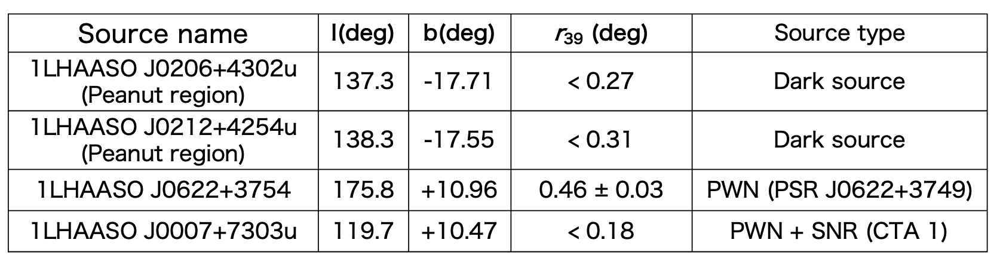 Source name l(deg) b(deg) r39 (deg) Source type
1LHAASO J0206+4302u
(Peanut region) 137.3 -17.71 < 0.27 Dark source
1LHAASO J0212+4254u
(Peanut region) 138.3 -17.55 < 0.31 Dark source
1LHAASO J0622+3754 175.8 +10.96 0.46 ± 0.03 PWN (PSR J0622+3749)
1LHAASO J0007+7303u 119.7 +10.47 < 0.18 PWN + SNR (CTA 1)